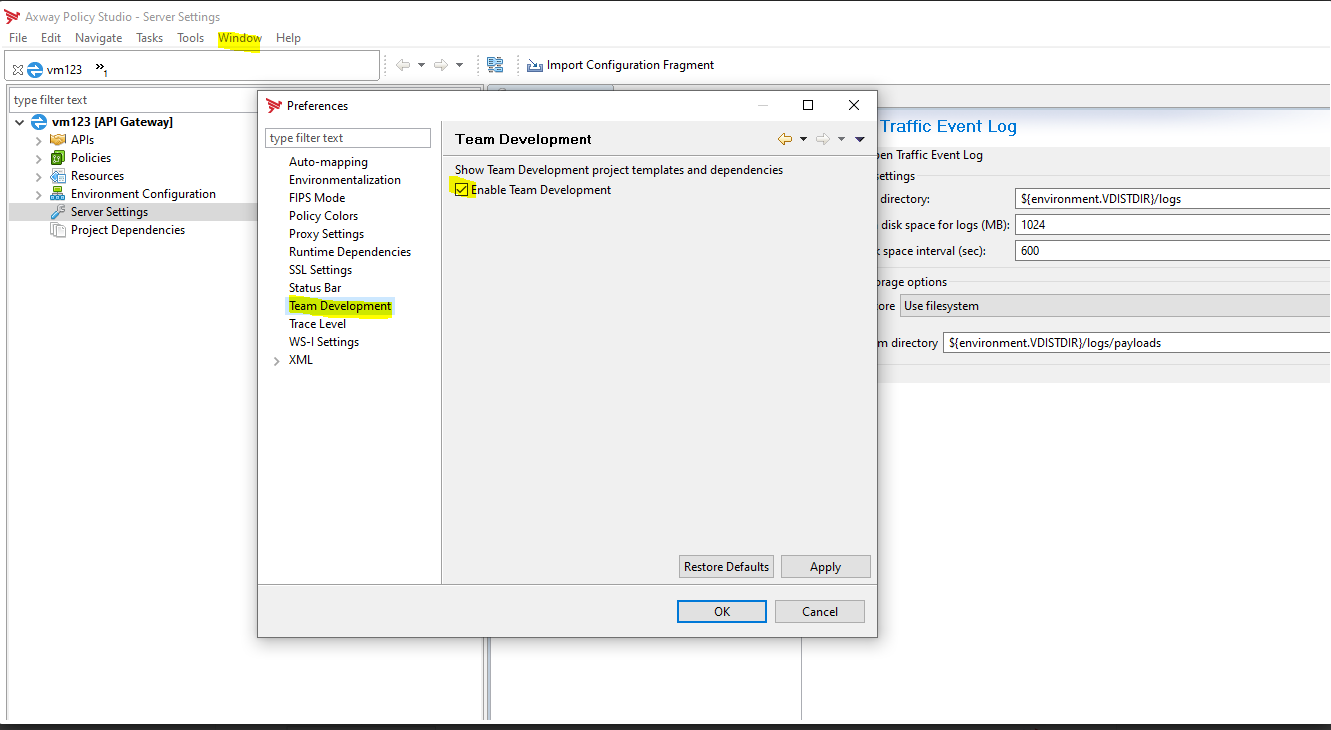 Axway Policy Studio - Server Settings
File Edit Navigate Tasks Tools Window Help
vm123 »1
Import Configuration Fragment
type filter text
vm123 [API Gateway]
APIs
Policies
Resources
Environment Configuration
Server Settings
Project Dependencies
Preferences
type filter text
Auto-mapping
Environmentalization
FIPS Mode
Policy Colors
Proxy Settings
Runtime Dependencies
SSL Settings
Status Bar
Team Development
Trace Level
WS-I Settings
XML
Team Development
Show Team Development project templates and dependencies
Enable Team Development
Restore Defaults Apply
OK Cancel
Traffic Event Log
Traffic Event Log
ettings
directory: ${environment.VDISTDIR}/logs
disk space for logs (MB): 1024
space interval (sec): 600
options
Use filesystem
directory ${environment.VDISTDIR}/logs/payloads